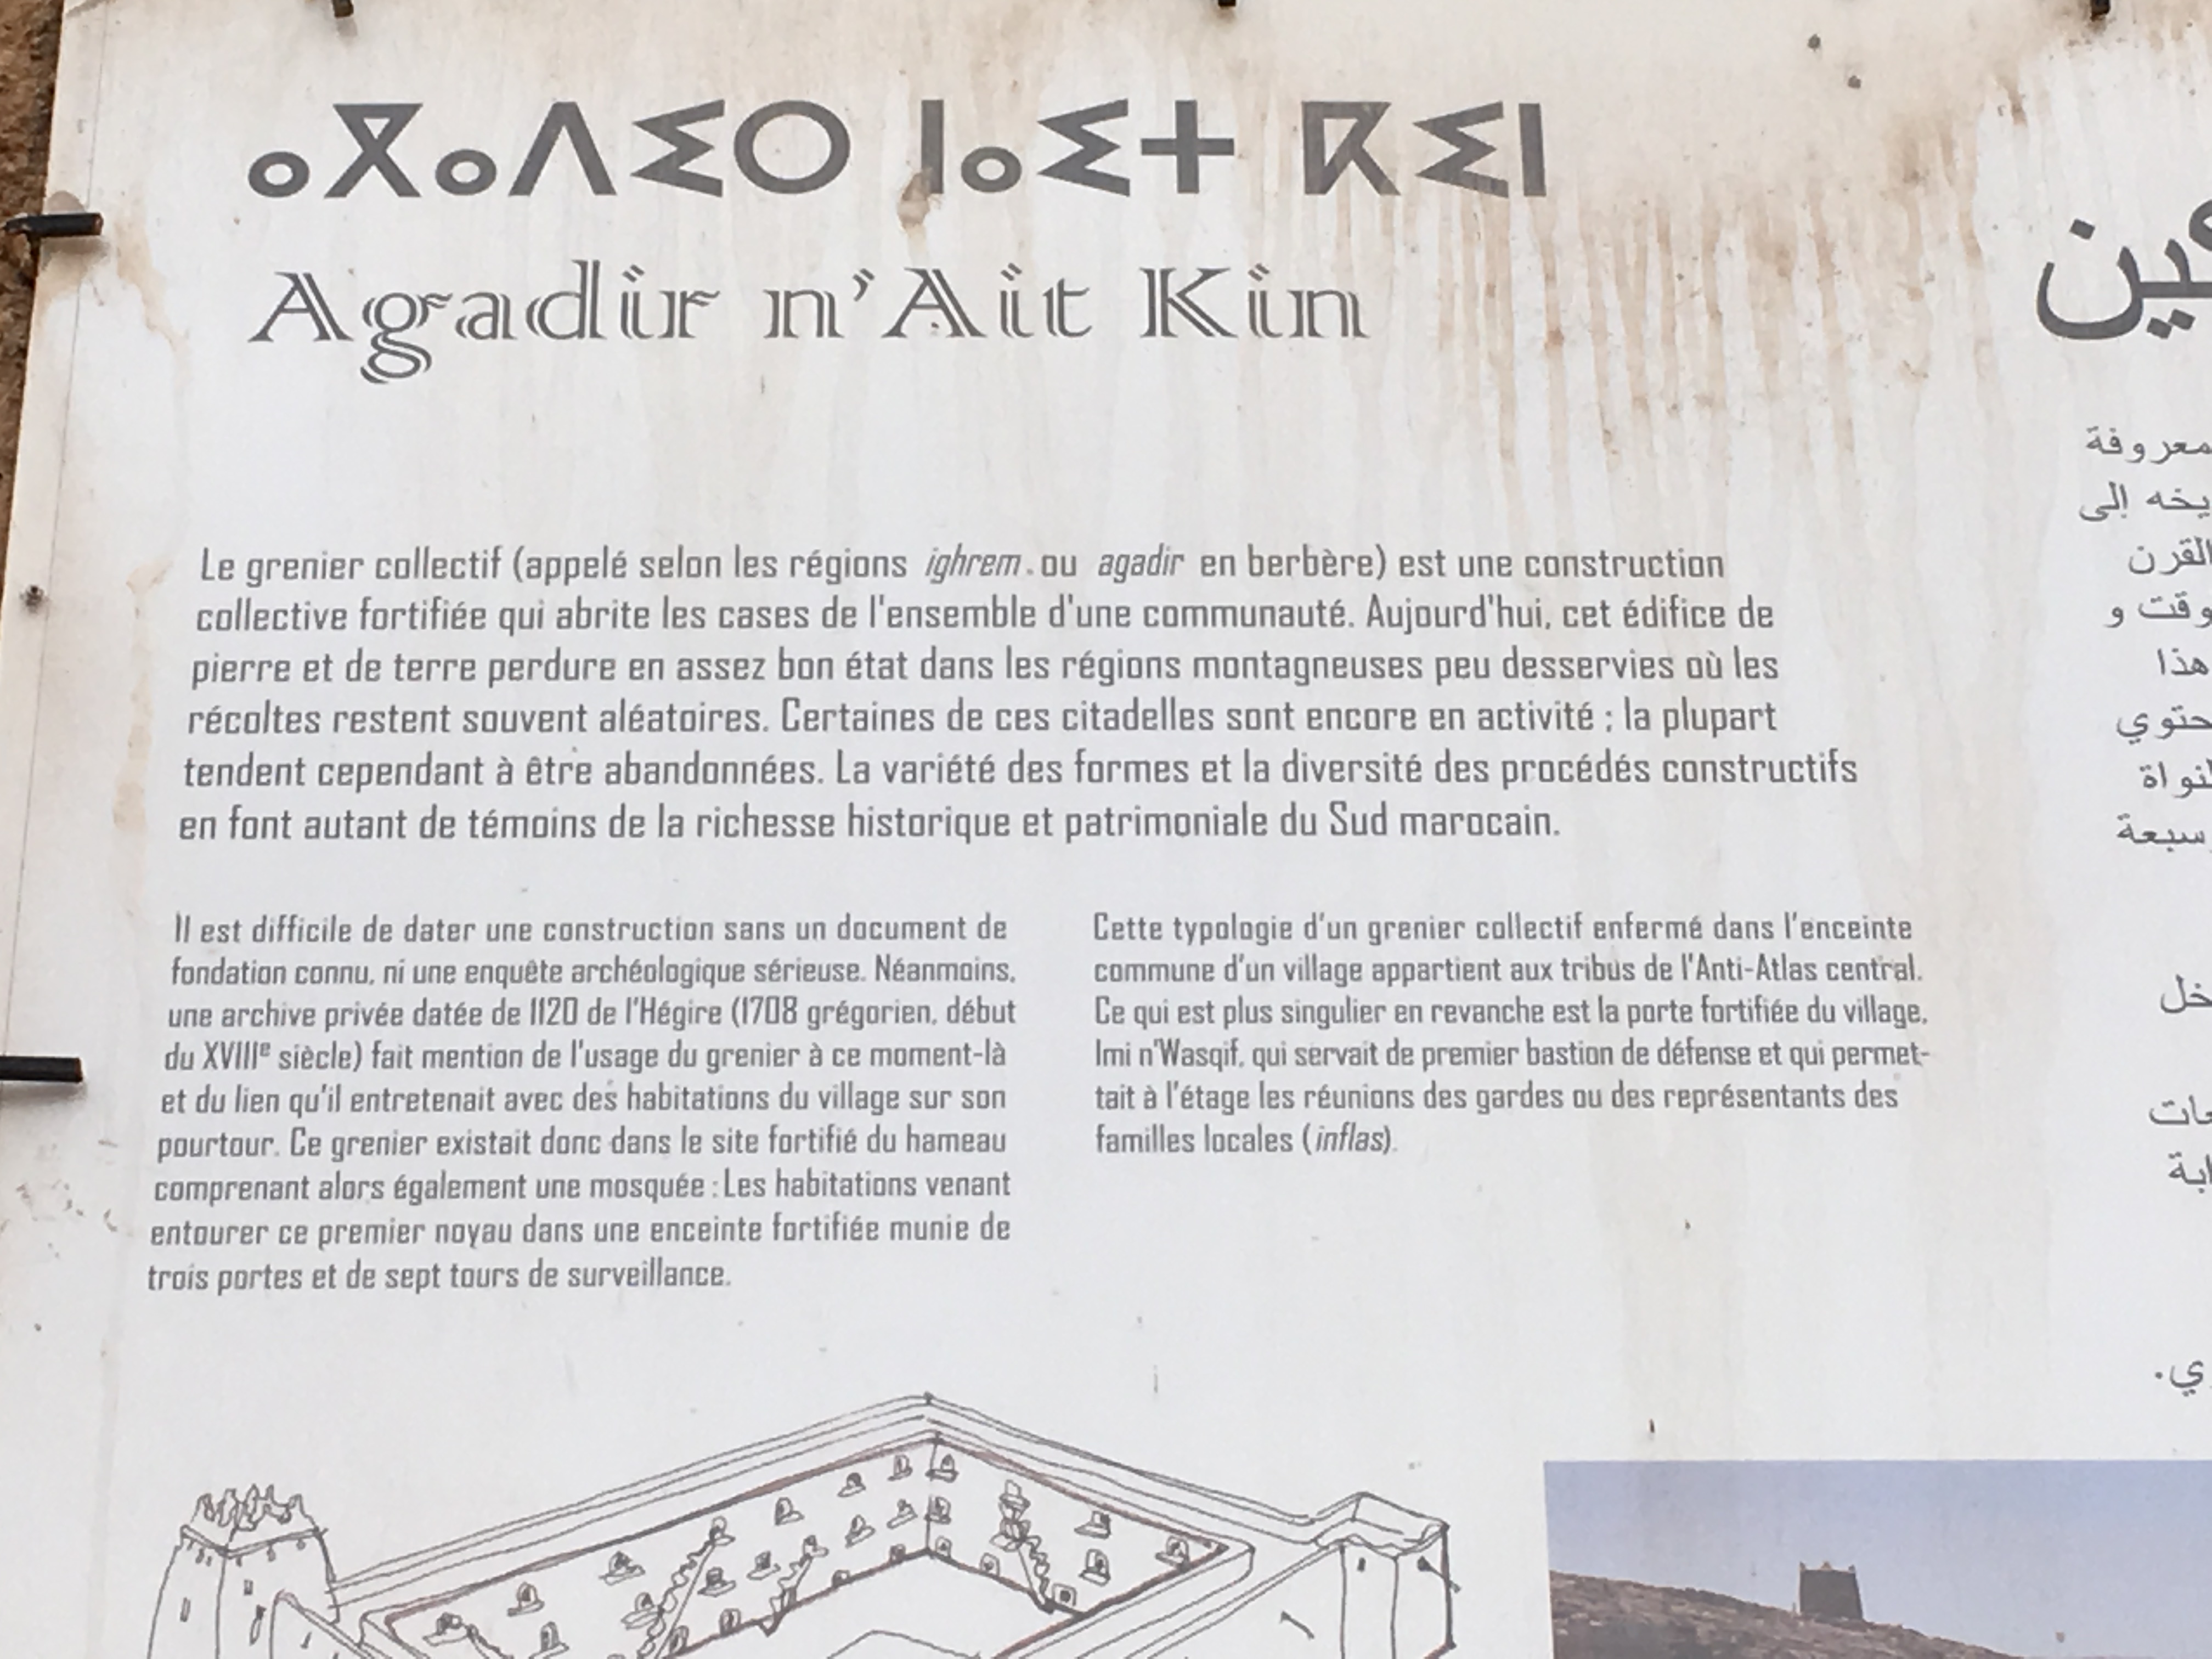 ⴰⴳⴰⴷⵉⵔ ⵏⴰⵉⵜ ⴽⵉⵏ
Agadir n'Ait Kin
Le grenier collectif (appelé selon les régions ighrem ou agadir en berbère) est une construction
collective fortifiée qui abrite les cases de l'ensemble d'une communauté. Aujourd'hui, cet édifice de
pierre et de terre perdure en assez bon état dans les régions montagneuses peu desservies où les
récoltes restent souvent aléatoires. Certaines de ces citadelles sont encore en activité ; la plupart
tendent cependant à être abandonnées. La variété des formes et la diversité des procédés constructifs
en font autant de témoins de la richesse historique et patrimoniale du Sud marocain.
Il est difficile de dater une construction sans un document de
fondation connu, ni une enquête archéologique sérieuse. Néanmoins,
une archive privée datée de 1120 de l'Hégire (1708 grégorien, début
du XVIIIe siècle) fait mention de l'usage du grenier à ce moment-là
et du lien qu'il entretenait avec des habitations du village sur son
pourtour. Ce grenier existait donc dans le site fortifié du hameau
comprenant alors également une mosquée : Les habitations venant
entourer ce premier noyau dans une enceinte fortifiée munie de
trois portes et de sept tours de surveillance.
Cette typologie d'un grenier collectif enfermé dans l'enceinte
commune d'un village appartient aux tribus de l'Anti-Atlas central.
Ce qui est plus singulier en revanche est la porte fortifiée du village,
Imi n'Wasqif, qui servait de premier bastion de défense et qui permet-
tait à l'étage les réunions des gardes ou des représentants des
familles locales (inflas).
معروفة
إلى
القرن
وقت و
هذا